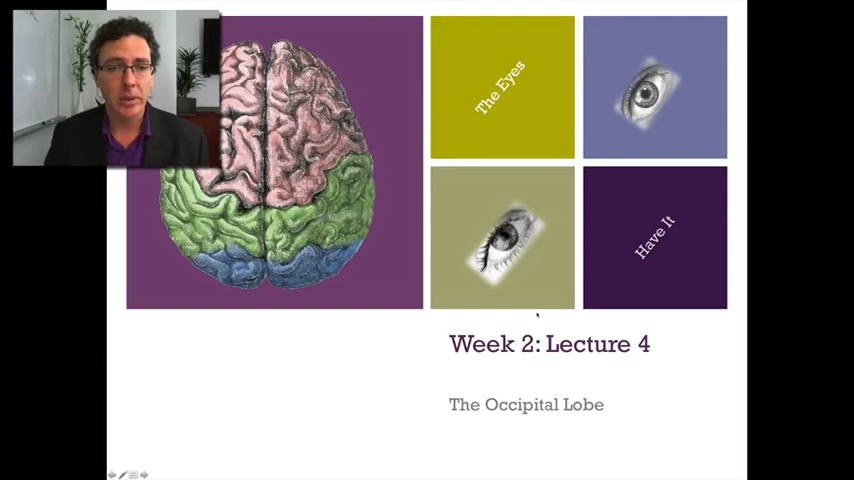 The Eyes
Have It
Week 2: Lecture 4
The Occipital Lobe